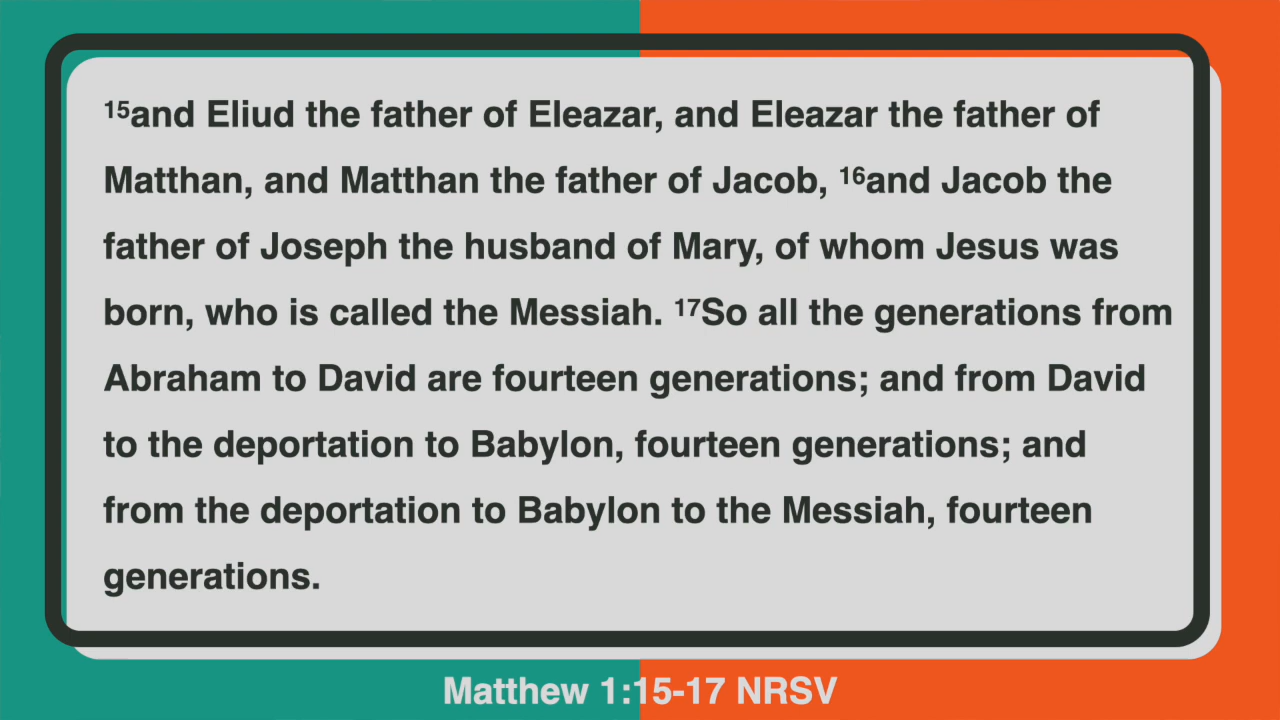 15and Eliud the father of Eleazar, and Eleazar the father of
Matthan, and Matthan the father of Jacob, 16and Jacob the
father of Joseph the husband of Mary, of whom Jesus was
born, who is called the Messiah. 17So all the generations from
Abraham to David are fourteen generations; and from David
to the deportation to Babylon, fourteen generations; and
from the deportation to Babylon to the Messiah, fourteen
generations.
Matthew 1:15-17 NRSV